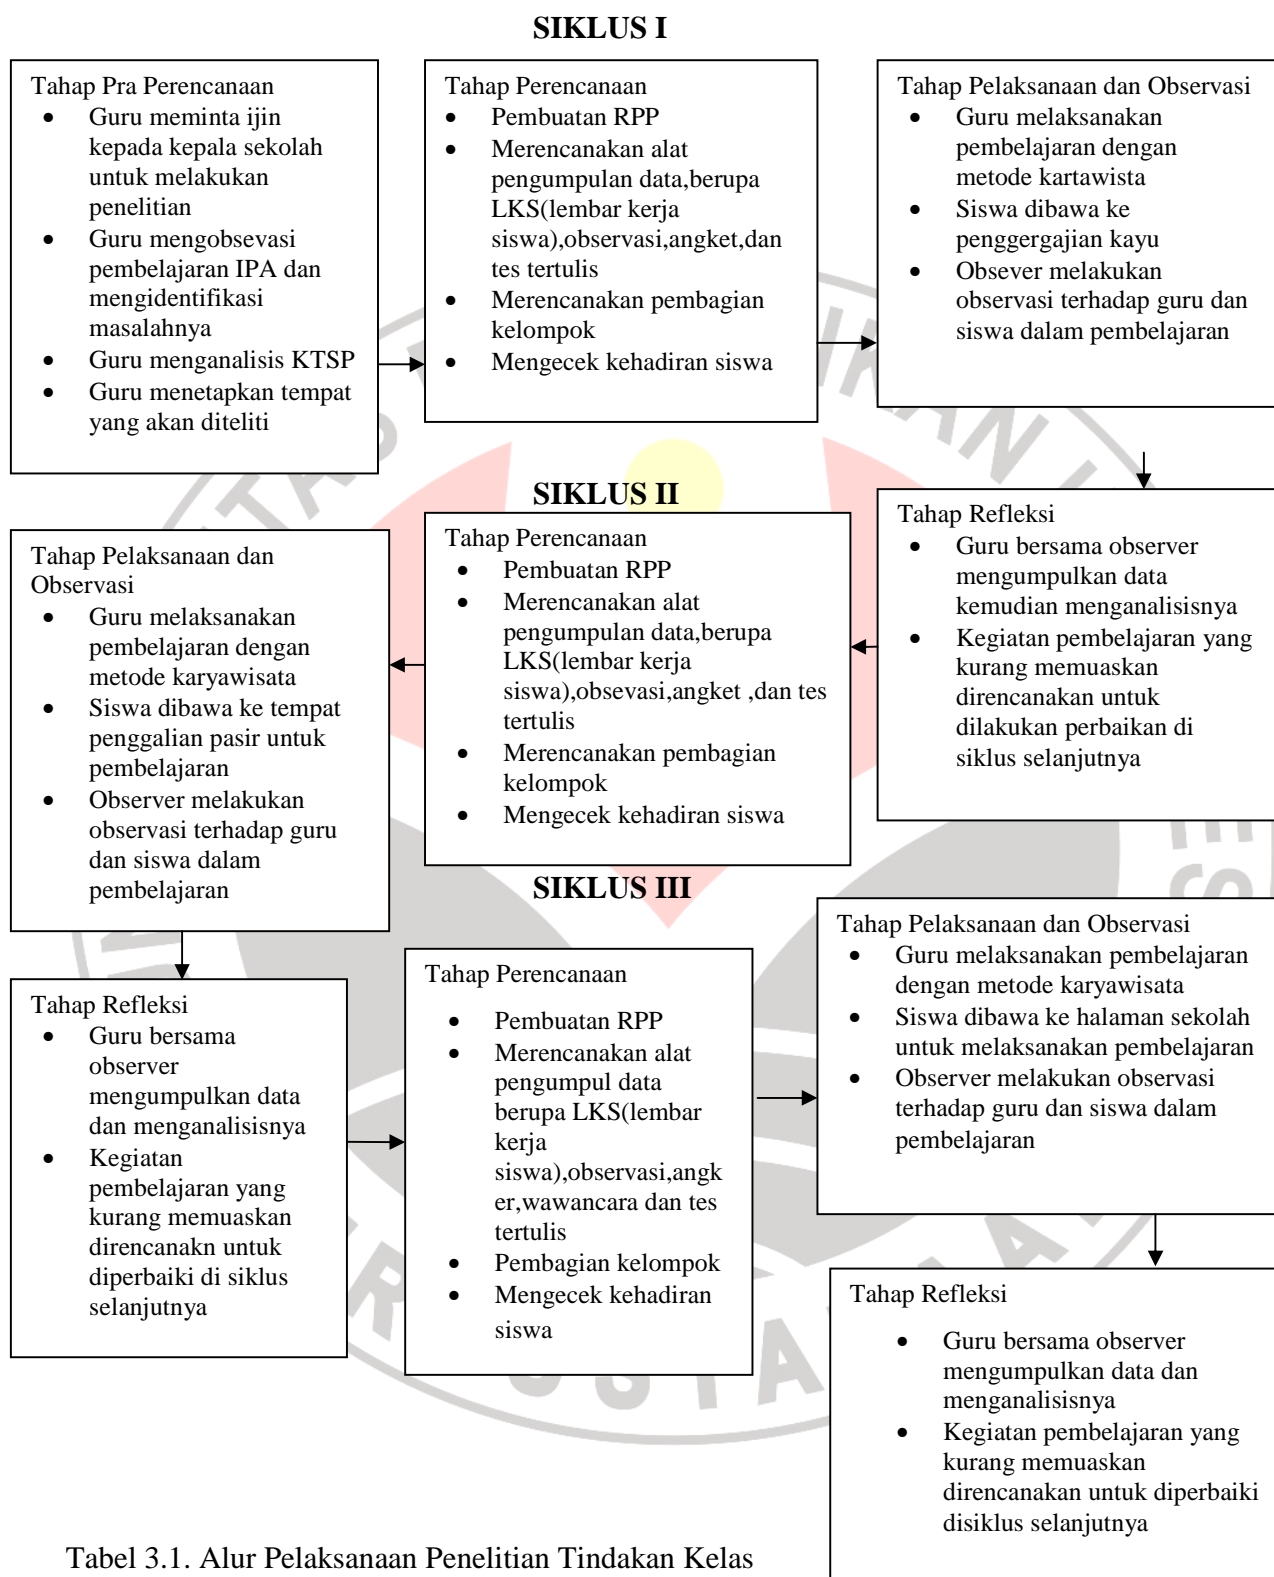 SIKLUS I
Tahap Pra Perencanaan
• Guru meminta ijin
kepada kepala sekolah
untuk melakukan
penelitian
• Guru mengobsevasi
pembelajaran IPA dan
mengidentifikasi
masalahnya
• Guru menganalisis KTSP
• Guru menetapkan tempat
yang akan diteliti
Tahap Perencanaan
• Pembuatan RPP
• Merencanakan alat
pengumpulan data,berupa
LKS(lembar kerja
siswa),observasi,angket,dan
tes tertulis
• Merencanakan pembagian
kelompok
• Mengecek kehadiran siswa
Tahap Pelaksanaan dan Observasi
• Guru melaksanakan
pembelajaran dengan
metode kartawista
• Siswa dibawa ke
penggergajian kayu
• Obsever melakukan
observasi terhadap guru dan
siswa dalam pembelajaran
Tahap Refleksi
• Guru bersama observer
mengumpulkan data
kemudian menganalisisnya
• Kegiatan pembelajaran yang
kurang memuaskan
direncanakan untuk
dilakukan perbaikan di
siklus selanjutnya
SIKLUS II
Tahap Perencanaan
• Pembuatan RPP
• Merencanakan alat
pengumpulan data,berupa
LKS(lembar kerja
siswa),obsevasi,angket ,dan tes
tertulis
• Merencanakan pembagian
kelompok
• Mengecek kehadiran siswa
Tahap Pelaksanaan dan
Observasi
• Guru melaksanakan
pembelajaran dengan
metode karyawisata
• Siswa dibawa ke tempat
penggalian pasir untuk
pembelajaran
• Observer melakukan
observasi terhadap guru
dan siswa dalam
pembelajaran
Tahap Refleksi
• Guru bersama
observer
mengumpulkan data
dan menganalisisnya
• Kegiatan
pembelajaran yang
kurang memuaskan
direncanakn untuk
diperbaiki di siklus
selanjutnya
SIKLUS III
Tahap Perencanaan
• Pembuatan RPP
• Merencanakan alat
pengumpul data
berupa LKS(lembar
kerja
siswa),observasi,angk
er,wawancara dan tes
tertulis
• Pembagian kelompok
• Mengecek kehadiran
siswa
Tahap Pelaksanaan dan Observasi
• Guru melaksanakan pembelajaran
dengan metode karyawisata
• Siswa dibawa ke halaman sekolah
untuk melaksanakan pembelajaran
• Observer melakukan observasi
terhadap guru dan siswa dalam
pembelajaran
Tahap Refleksi
• Guru bersama observer
mengumpulkan data dan
menganalisisnya
• Kegiatan pembelajaran yang
kurang memuaskan
direncanakan untuk diperbaiki
disiklus selanjutnya
Tabel 3.1. Alur Pelaksanaan Penelitian Tindakan Kelas